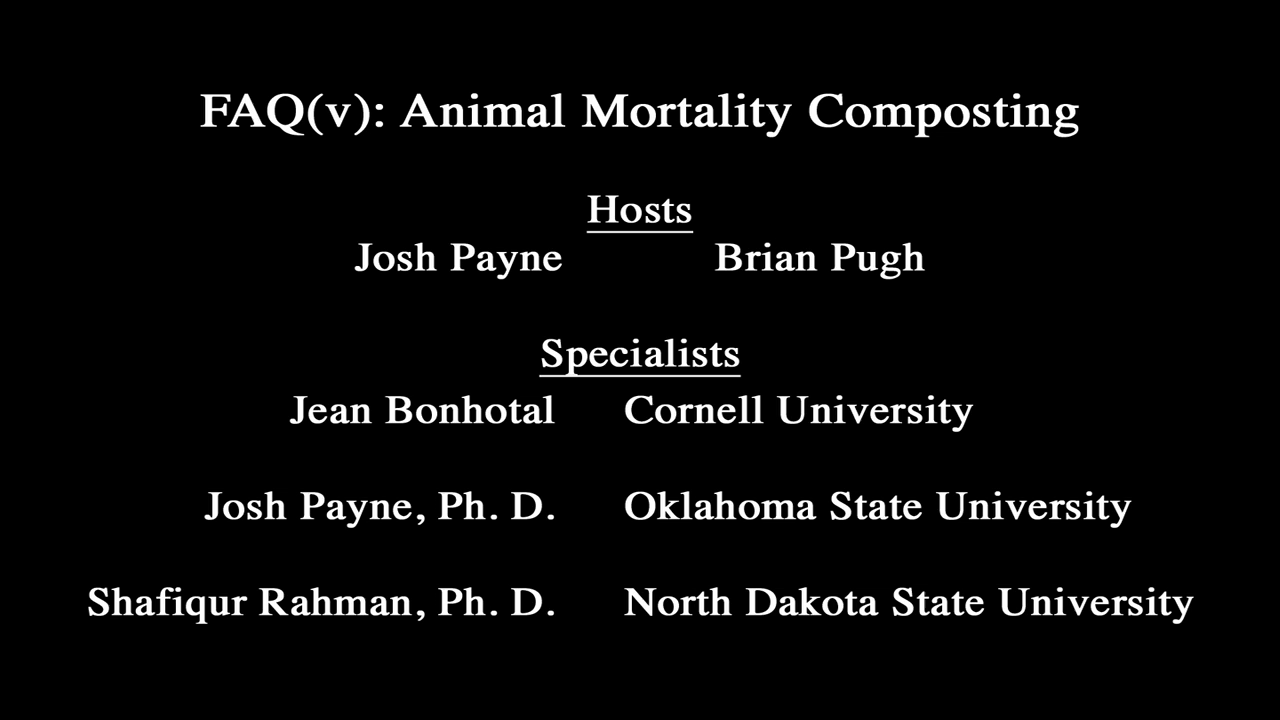 FAQ(v): Animal Mortality Composting
Hosts
Josh Payne Brian Pugh
Specialists
Jean Bonhotal Cornell University
Josh Payne, Ph. D. Oklahoma State University
Shafiqur Rahman, Ph. D. North Dakota State University